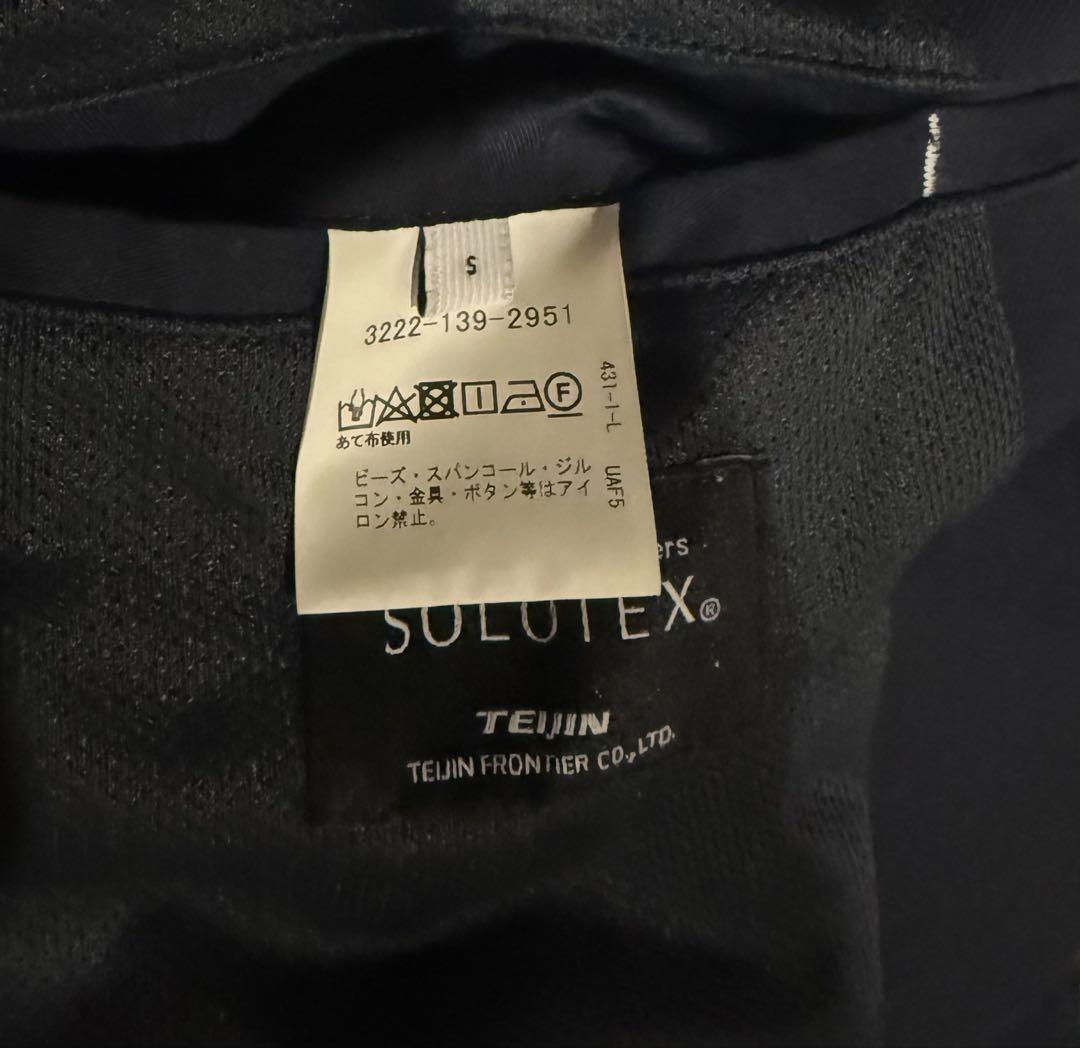 S
3222-139-2951
F
あて布使用
ビーズ・スパンコール・ジル
コン・金具・ボタン等はアイ
ロン禁止。
431-1-L UAF5
SOLOTEX®
TEIJIN
TEIJIN FRONTIER CO.,LTD.